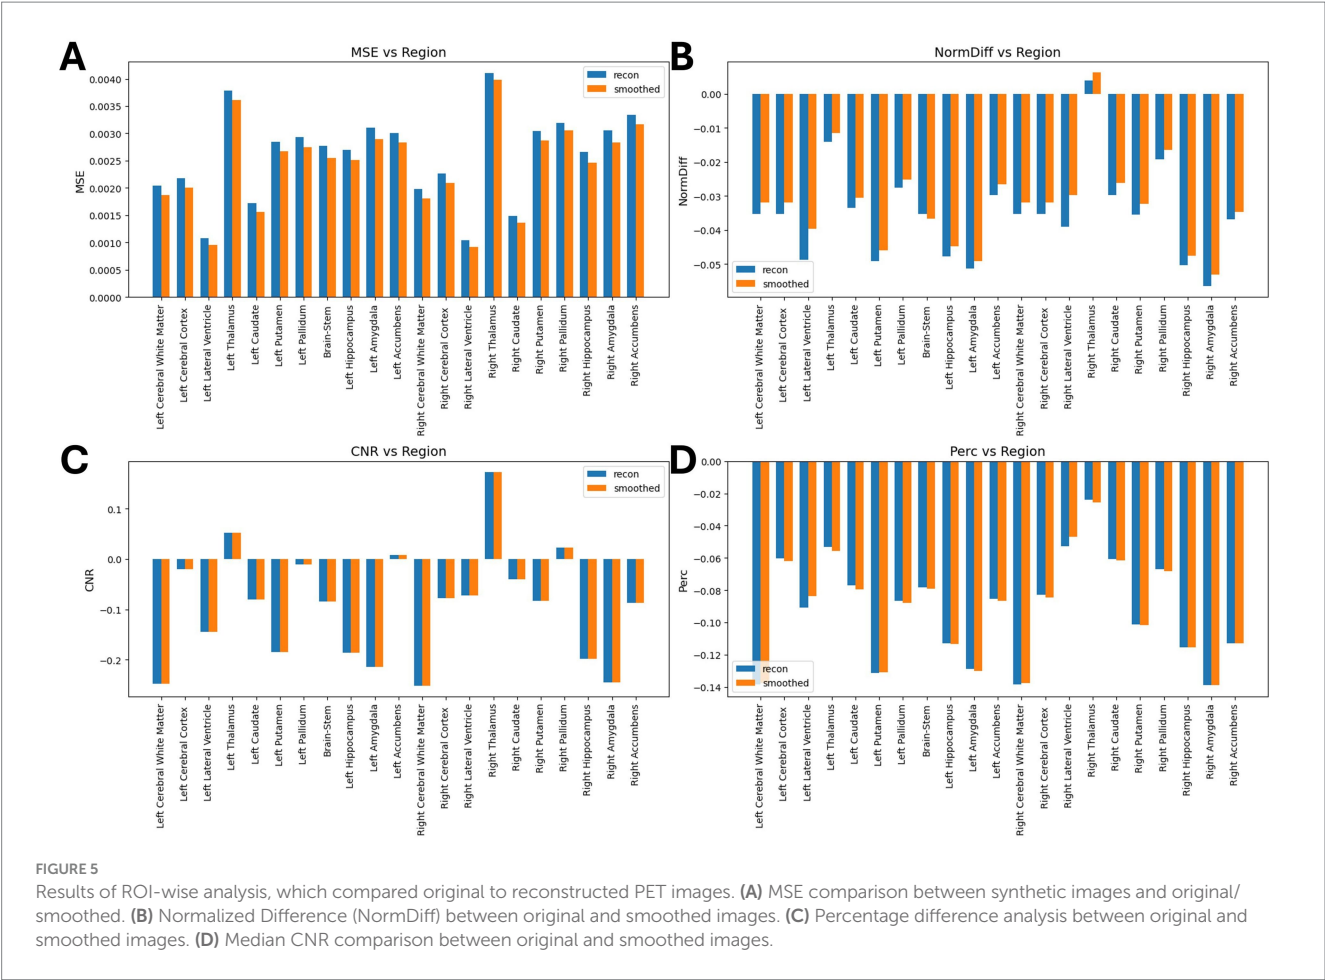 A
MSE vs Region
0.0040
0.0035
0.0030
0.0025
0.0020
0.0015
0.0010
0.0005
0.0000
MSE
recon
smoothed
Left Cerebral White Matter
Left Cerebral Cortex
Left Lateral Ventricle
Left Thalamus
Left Caudate
Left Putamen
Left Pallidum
Brain-Stem
Left Hippocampus
Left Amygdala
Left Accumbens
Right Cerebral White Matter
Right Cerebral Cortex
Right Lateral Ventricle
Right Thalamus
Right Caudate
Right Putamen
Right Pallidum
Right Hippocampus
Right Amygdala
Right Accumbens
B
NormDiff vs Region
0.00
−0.01
−0.02
−0.03
−0.04
−0.05
NormDiff
recon
smoothed
Left Cerebral White Matter
Left Cerebral Cortex
Left Lateral Ventricle
Left Thalamus
Left Caudate
Left Putamen
Left Pallidum
Brain-Stem
Left Hippocampus
Left Amygdala
Left Accumbens
Right Cerebral White Matter
Right Cerebral Cortex
Right Lateral Ventricle
Right Thalamus
Right Caudate
Right Putamen
Right Pallidum
Right Hippocampus
Right Amygdala
Right Accumbens
C
CNR vs Region
0.1
0.0
−0.1
−0.2
CNR
recon
smoothed
Left Cerebral White Matter
Left Cerebral Cortex
Left Lateral Ventricle
Left Thalamus
Left Caudate
Left Putamen
Left Pallidum
Brain-Stem
Left Hippocampus
Left Amygdala
Left Accumbens
Right Cerebral White Matter
Right Cerebral Cortex
Right Lateral Ventricle
Right Thalamus
Right Caudate
Right Putamen
Right Pallidum
Right Hippocampus
Right Amygdala
Right Accumbens
D
Perc vs Region
0.00
−0.02
−0.04
−0.06
−0.08
−0.10
−0.12
−0.14
Perc
recon
smoothed
Left Cerebral White Matter
Left Cerebral Cortex
Left Lateral Ventricle
Left Thalamus
Left Caudate
Left Putamen
Left Pallidum
Brain-Stem
Left Hippocampus
Left Amygdala
Left Accumbens
Right Cerebral White Matter
Right Cerebral Cortex
Right Lateral Ventricle
Right Thalamus
Right Caudate
Right Putamen
Right Pallidum
Right Hippocampus
Right Amygdala
Right Accumbens
FIGURE 5
Results of ROI-wise analysis, which compared original to reconstructed PET images. (A) MSE comparison between synthetic images and original/
smoothed. (B) Normalized Difference (NormDiff) between original and smoothed images. (C) Percentage difference analysis between original and
smoothed images. (D) Median CNR comparison between original and smoothed images.